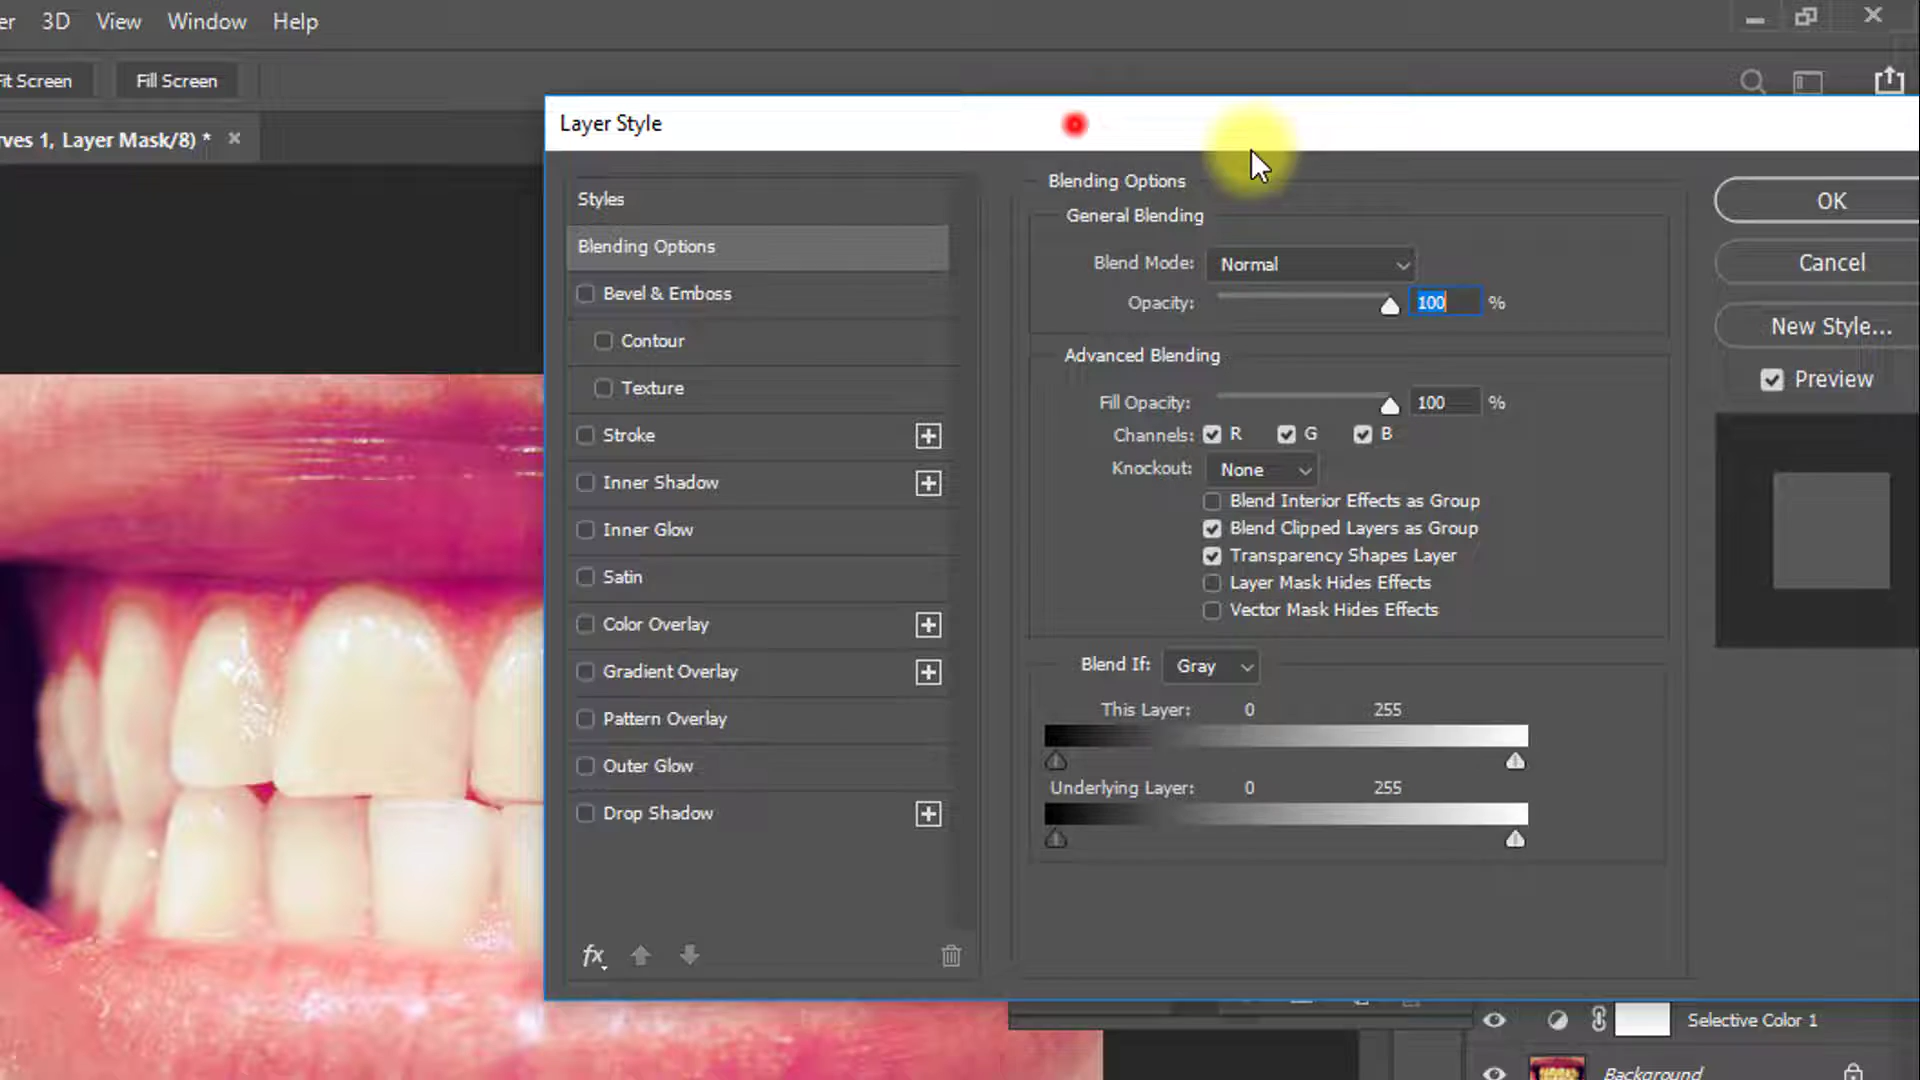 er 3D View Window Help
Fit Screen Fill Screen
rves 1, Layer Mask/8) *
Layer Style
Styles
Blending Options
Bevel & Emboss
Contour
Texture
Stroke
Inner Shadow
Inner Glow
Satin
Color Overlay
Gradient Overlay
Pattern Overlay
Outer Glow
Drop Shadow
fx
Blending Options
General Blending
Blend Mode: Normal
Opacity: 100 %
Advanced Blending
Fill Opacity: 100 %
Channels: R G B
Knockout: None
Blend Interior Effects as Group
Blend Clipped Layers as Group
Transparency Shapes Layer
Layer Mask Hides Effects
Vector Mask Hides Effects
Blend If: Gray
This Layer: 0 255
Underlying Layer: 0 255
OK
Cancel
New Style...
Preview
Selective Color 1
Background